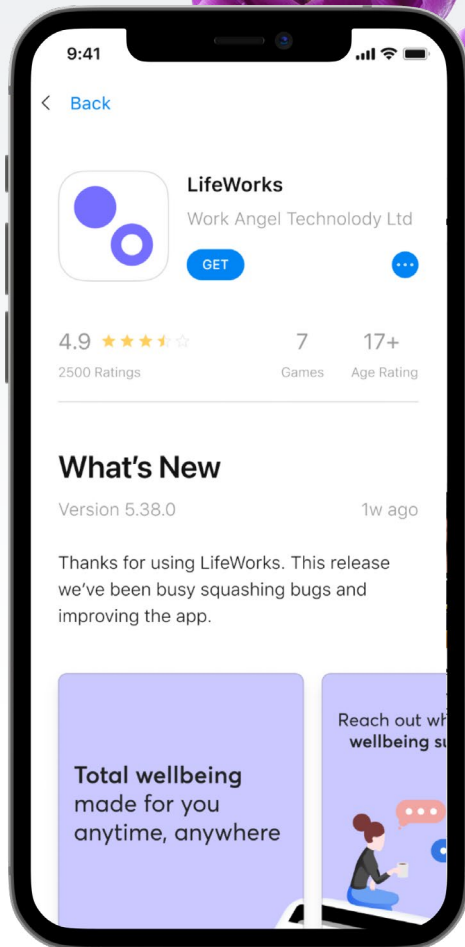 9:41
Back
LifeWorks
Work Angel Technolody Ltd
GET
4.9
7
17+
2500 Ratings
Games
Age Rating
What's New
Version 5.38.0
1w ago
Thanks for using LifeWorks. This release
we've been busy squashing bugs and
improving the app.
Total wellbeing
made for you
anytime, anywhere
Reach out
wellbeing